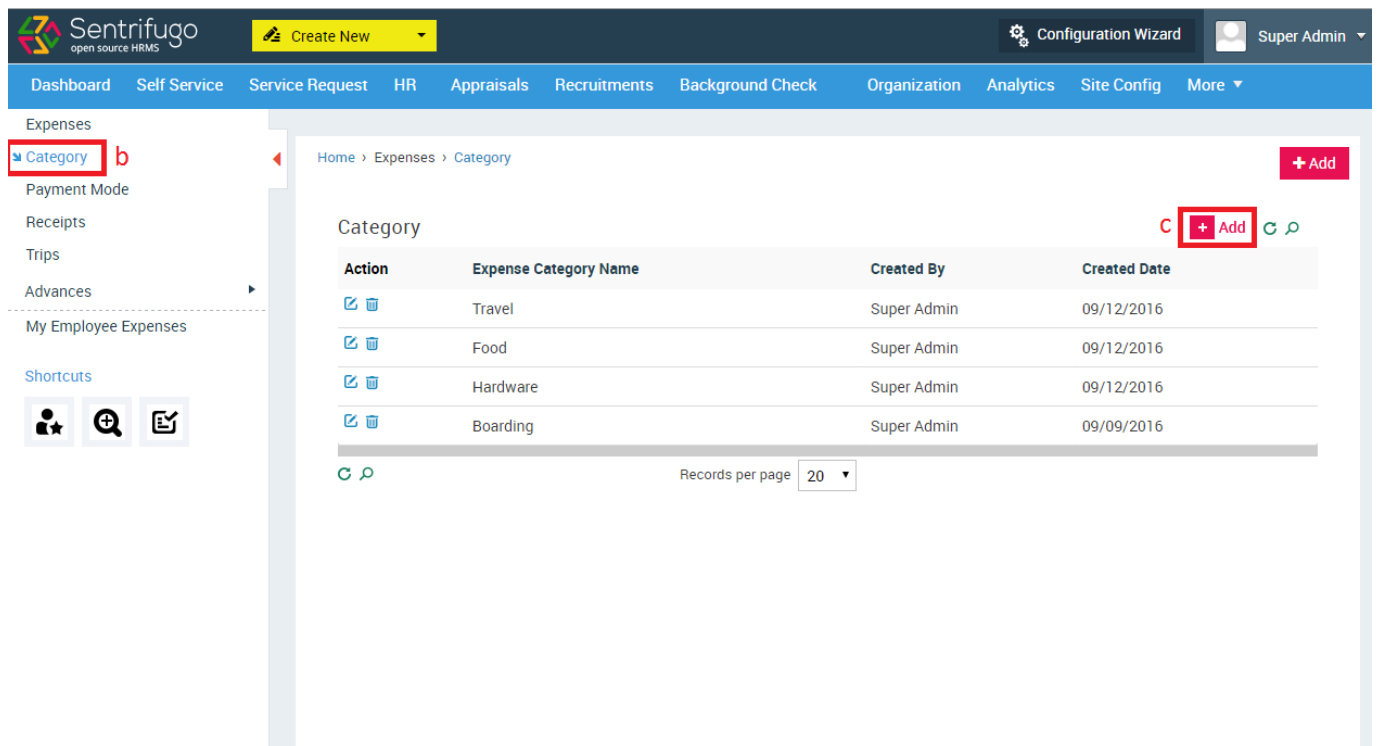 Sentrifugo
open source HRMS
Create New
Configuration Wizard
Super Admin
Dashboard Self Service Service Request HR Appraisals Recruitments Background Check Organization Analytics Site Config More
Expenses
Category b
Payment Mode
Receipts
Trips
Advances
My Employee Expenses
Shortcuts
Home › Expenses › Category
+ Add
Category
c + Add
Action Expense Category Name Created By Created Date
Travel Super Admin 09/12/2016
Food Super Admin 09/12/2016
Hardware Super Admin 09/12/2016
Boarding Super Admin 09/09/2016
Records per page 20